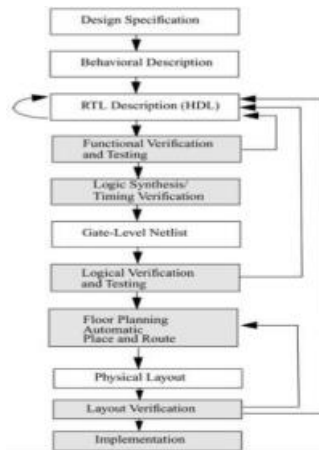 Design Specification
Behavioral Description
RTL Description (HDL)
Functional Verification
and Testing
Logic Synthesis/
Timing Verification
Gate-Level Netlist
Logical Verification
and Testing
Floor Planning
Automatic
Place and Route
Physical Layout
Layout Verification
Implementation